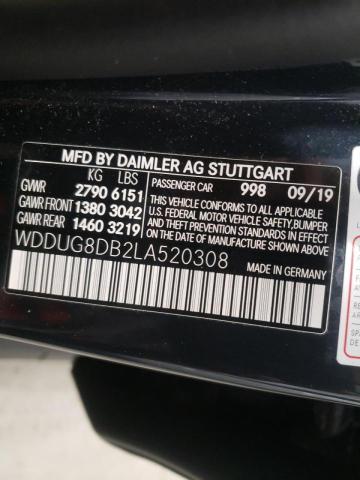 MFD BY DAIMLER AG STUTTGART
KG LBS
GVWR 2790 6151
GAWR FRONT 1380 3042
GAWR REAR 1460 3219
PASSENGER CAR 998 09/19
THIS VEHICLE CONFORMS TO ALL APPLICABLE
U.S. FEDERAL MOTOR VEHICLE SAFETY, BUMPER
AND THEFT PREVENTION STANDARDS IN EFFECT
ON THE DATE OF MANUFACTURE SHOWN ABOVE.
WDDUG8DB2LA520308
MADE IN GERMANY